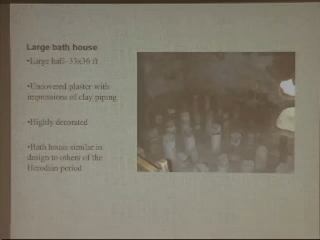 Large bath house
•Large hall- 35x36 ft
•Uncovered plaster with
impressions of clay piping
•Highly decorated
•Bath house similar in
design to others of the
Herodian period